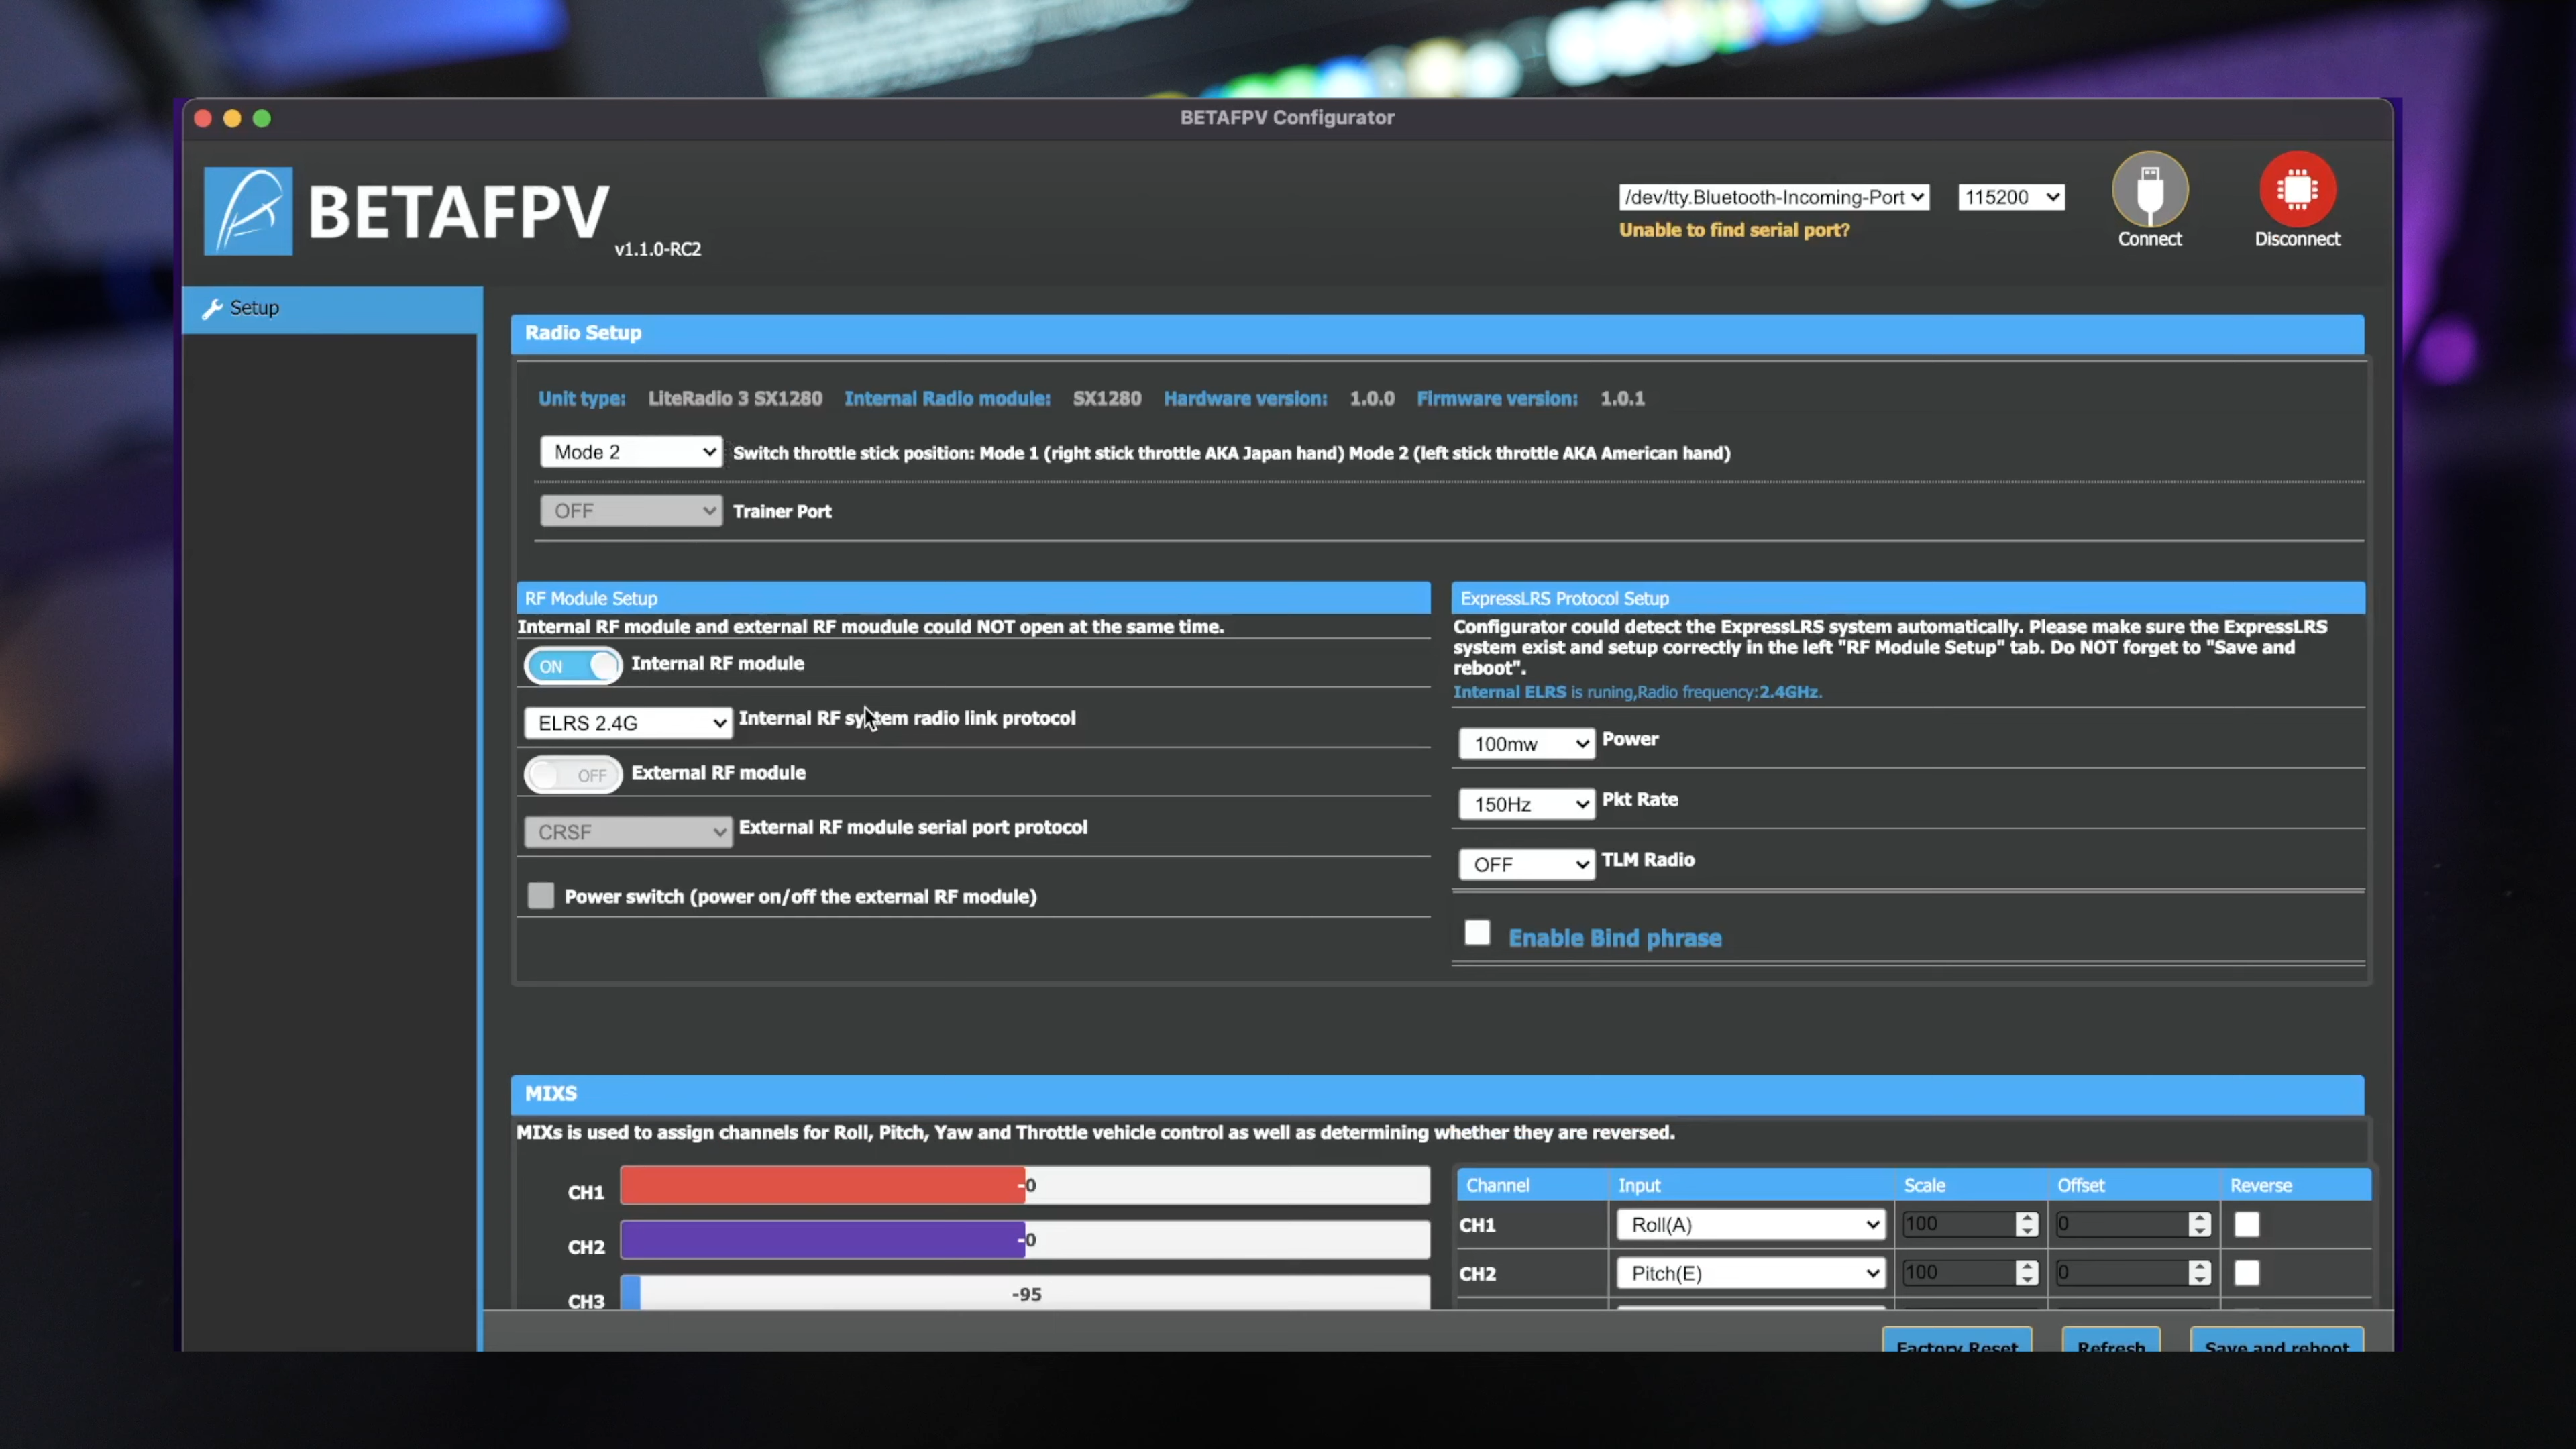 BETAFPV Configurator
BETAFPV
v1.1.0-RC2
/dev/tty.Bluetooth-Incoming-Port
115200
Unable to find serial port?
Connect
Disconnect
Setup
Radio Setup
Unit type: LiteRadio 3 SX1280 Internal Radio module: SX1280 Hardware version: 1.0.0 Firmware version: 1.0.1
Mode 2 Switch throttle stick position: Mode 1 (right stick throttle AKA Japan hand) Mode 2 (left stick throttle AKA American hand)
OFF Trainer Port
RF Module Setup
Internal RF module and external RF moudule could NOT open at the same time.
ON Internal RF module
ELRS 2.4G Internal RF system radio link protocol
OFF External RF module
CRSF External RF module serial port protocol
Power switch (power on/off the external RF module)
ExpressLRS Protocol Setup
Configurator could detect the ExpressLRS system automatically. Please make sure the ExpressLRS
system exist and setup correctly in the left "RF Module Setup" tab. Do NOT forget to "Save and
reboot".
Internal ELRS is runing,Radio frequency:2.4GHz.
100mw Power
150Hz Pkt Rate
OFF TLM Radio
Enable Bind phrase
MIXS
MIXs is used to assign channels for Roll, Pitch, Yaw and Throttle vehicle control as well as determining whether they are reversed.
CH1 -0
CH2 -0
CH3 -95
Channel Input Scale Offset Reverse
CH1 Roll(A) 100 0
CH2 Pitch(E) 100 0
Factory Reset Refresh Save and reboot